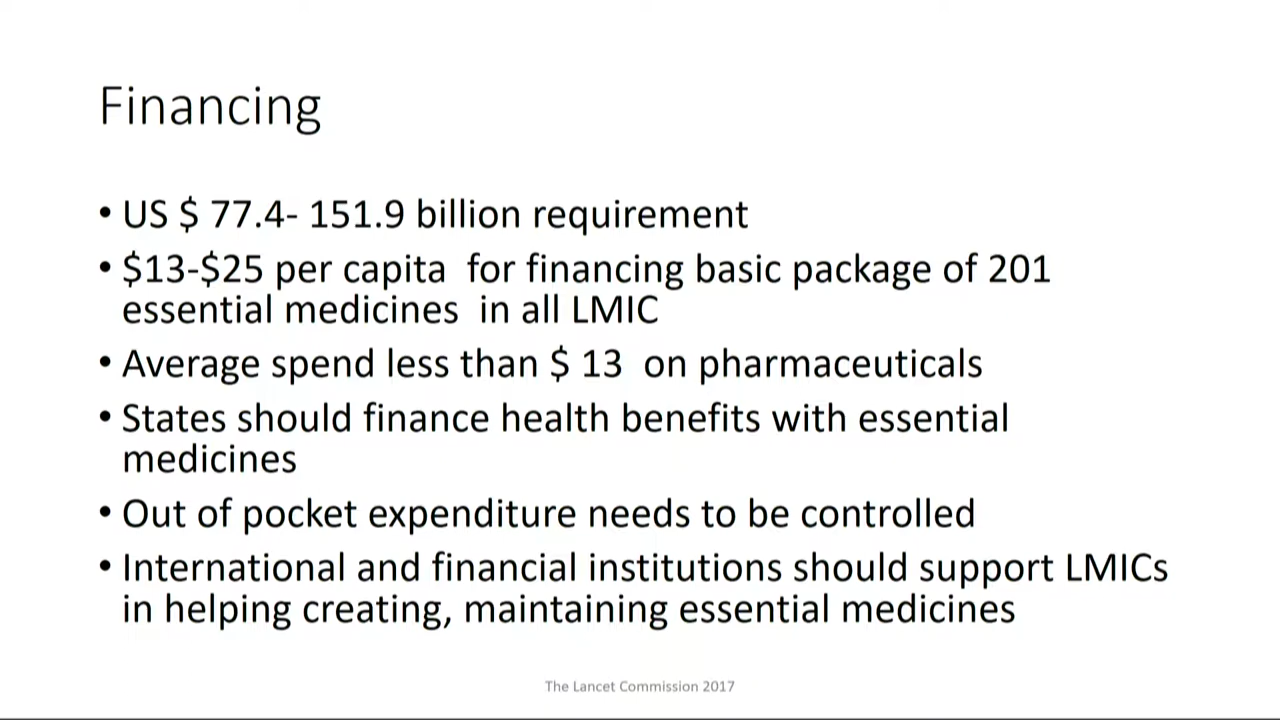 Financing
• US $ 77.4- 151.9 billion requirement
• $13-$25 per capita  for financing basic package of 201
essential medicines  in all LMIC
• Average spend less than $ 13  on pharmaceuticals
• States should finance health benefits with essential
medicines
• Out of pocket expenditure needs to be controlled
• International and financial institutions should support LMICs
in helping creating, maintaining essential medicines
The Lancet Commission 2017